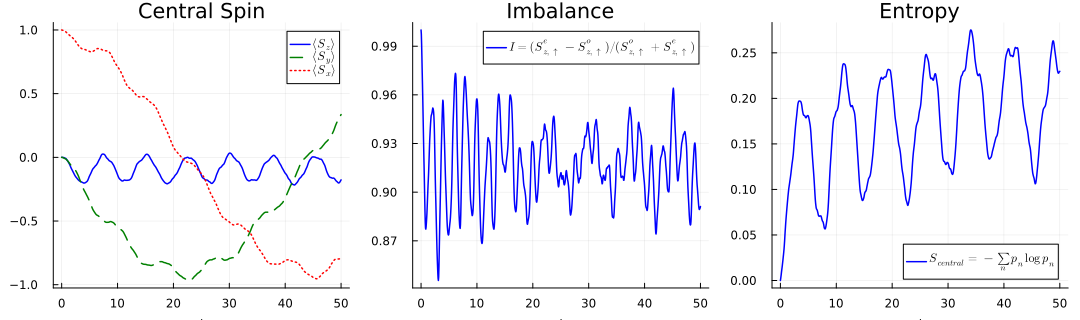 Central Spin
1.0
0.5
0.0
−0.5
−1.0
0 10 20 30 40 50
⟨S_z⟩
⟨S_y⟩
⟨S_x⟩
Imbalance
0.99
0.96
0.93
0.90
0.87
0 10 20 30 40 50
I = (S^e_{z,↑} − S^o_{z,↑})/(S^o_{z,↑} + S^e_{z,↑})
Entropy
0.25
0.20
0.15
0.10
0.05
0.00
0 10 20 30 40 50
S_{central} = − ∑_n p_n log p_n